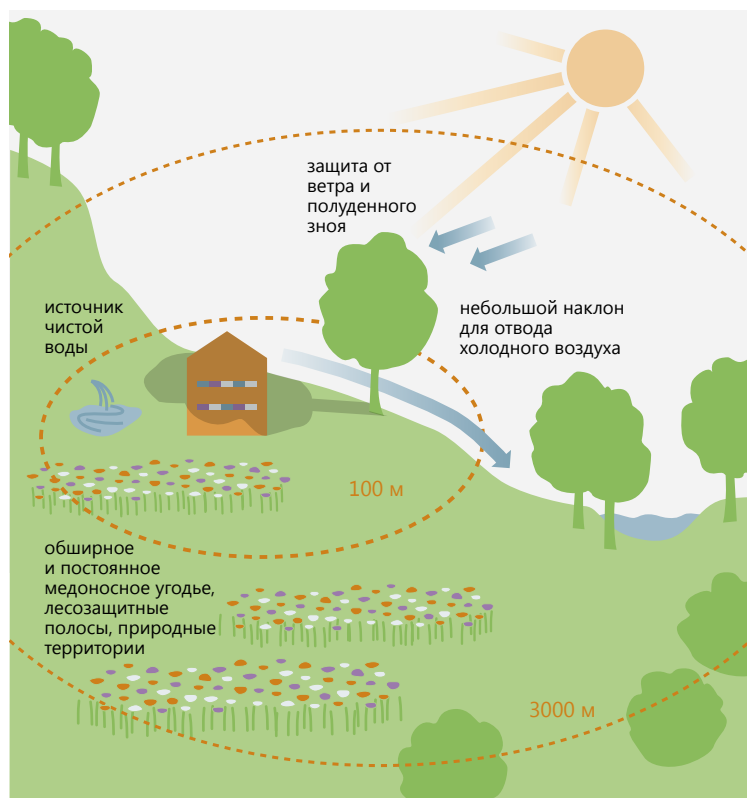 защита от
ветра и
полуденного
зноя
источник
чистой
воды
небольшой наклон
для отвода
холодного воздуха
100 м
обширное
и постоянное
медоносное угодье,
лесозащитные
полосы, природные
территории
3000 м